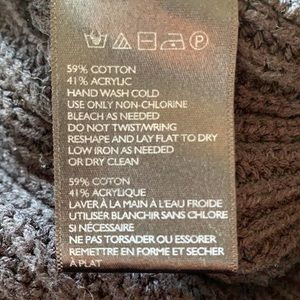 59% COTTON
41% ACRYLIC
HAND WASH COLD
USE ONLY NON-CHLORINE
BLEACH AS NEEDED
DO NOT TWIST/WRING
RESHAPE AND LAY FLAT TO DRY
LOW IRON AS NEEDED
OR DRY CLEAN
59% COTON
41% ACRYLIQUE
LAVER À LA MAIN À L'EAU FROIDE
UTILISER BLANCHIR SANS CHLORE
SI NÉCESSAIRE
NE PAS TORSADER OU ESSORER
REMETTRE EN FORME ET SECHER
À PLAT